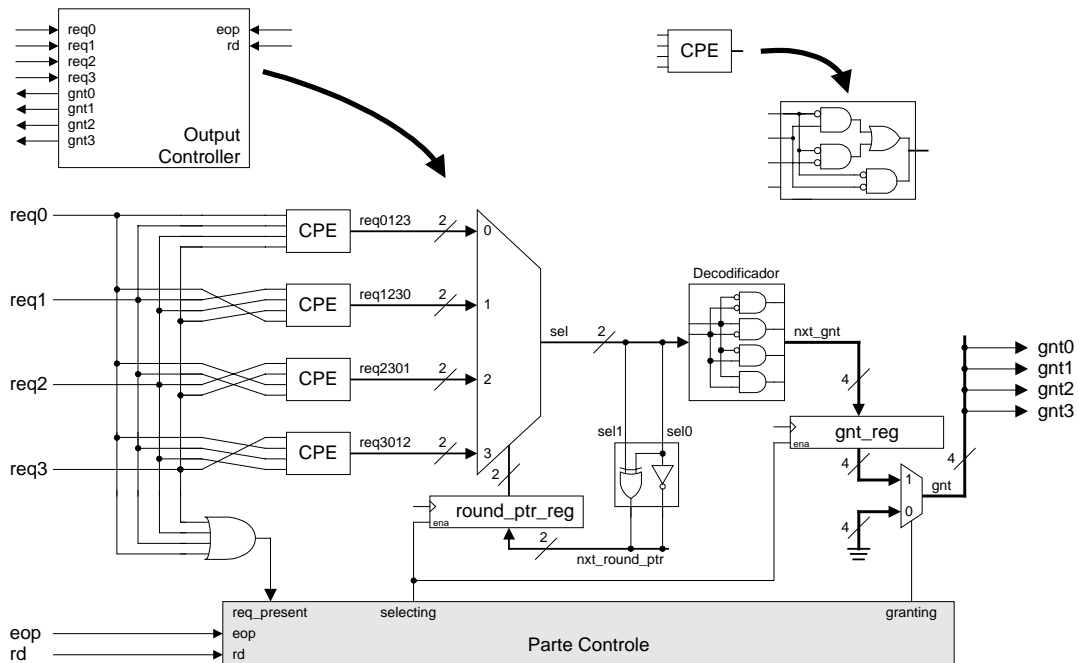 req0
req1
req2
req3
gnt0
gnt1
gnt2
gnt3
eop
rd
Output
Controller
CPE
req0
req1
req2
req3
CPE
CPE
CPE
CPE
req0123
req1230
req2301
req3012
2
2
2
2
0
1
2
3
sel
2
Decodificador
nxt_gnt
4
sel1
sel0
ena
gnt_reg
4
4
1
0
4
gnt
gnt0
gnt1
gnt2
gnt3
2
ena
round_ptr_reg
2
nxt_round_ptr
req_present
selecting
granting
eop
rd
eop
rd
Parte Controle